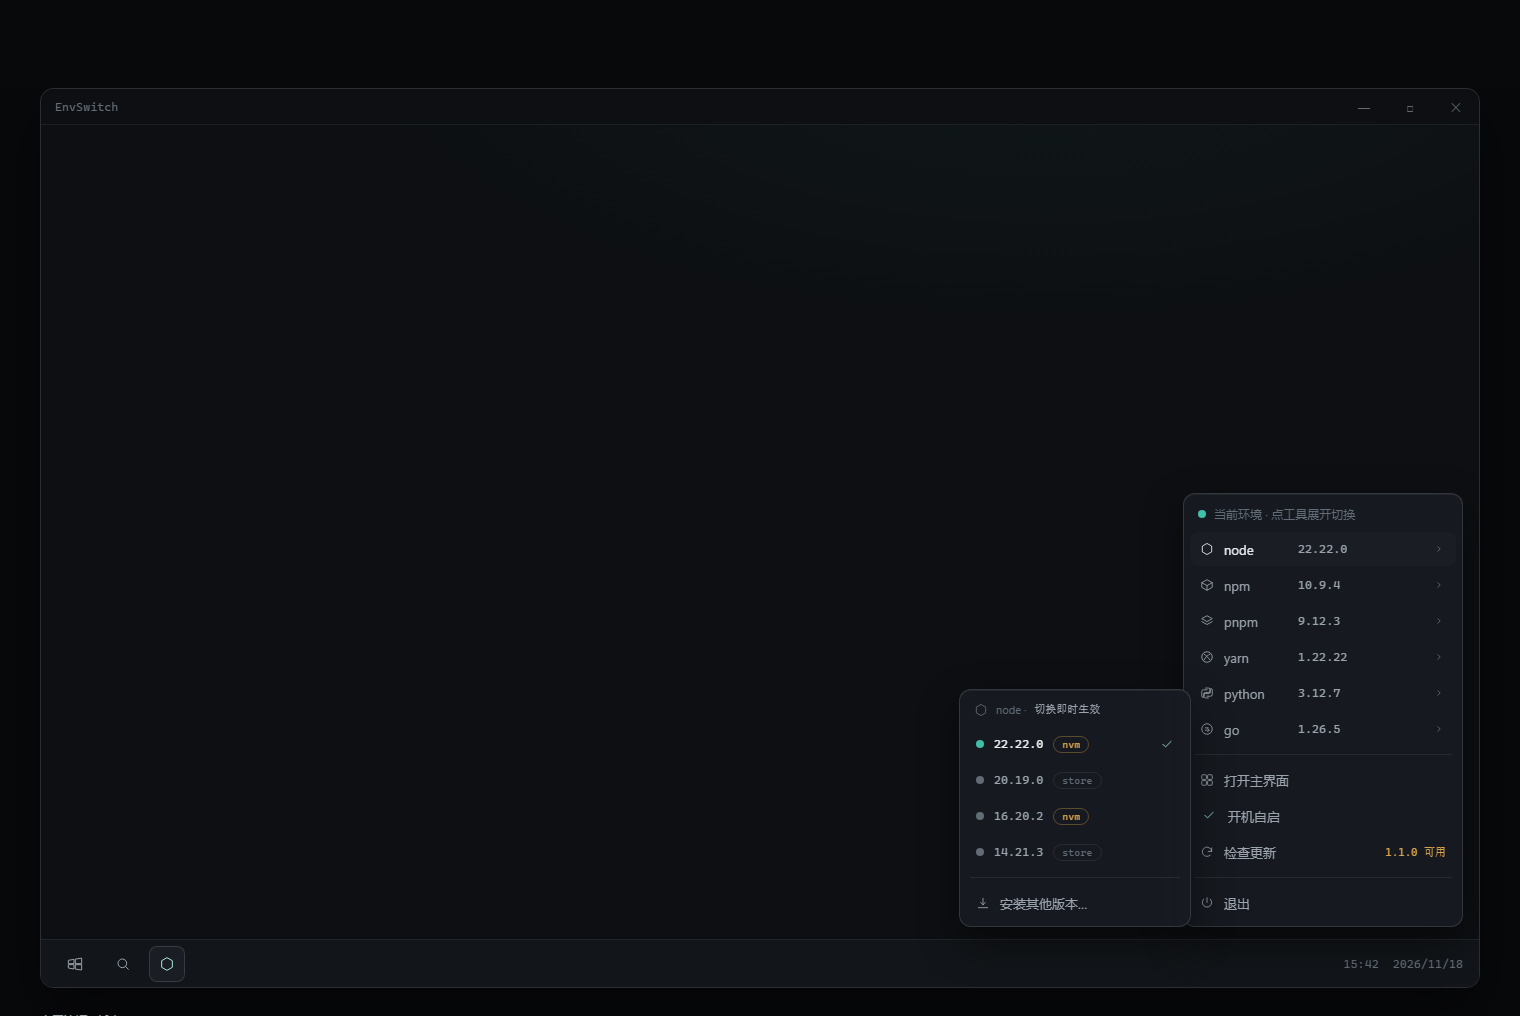 EnvSwitch
当前环境 · 点工具展开切换
node 22.22.0
npm 10.9.4
pnpm 9.12.3
yarn 1.22.22
python 3.12.7
go 1.26.5
打开主界面
开机自启
检查更新 1.1.0 可用
退出
node · 切换即时生效
22.22.0 nvm
20.19.0 store
16.20.2 nvm
14.21.3 store
安装其他版本...
15:42 2026/11/18